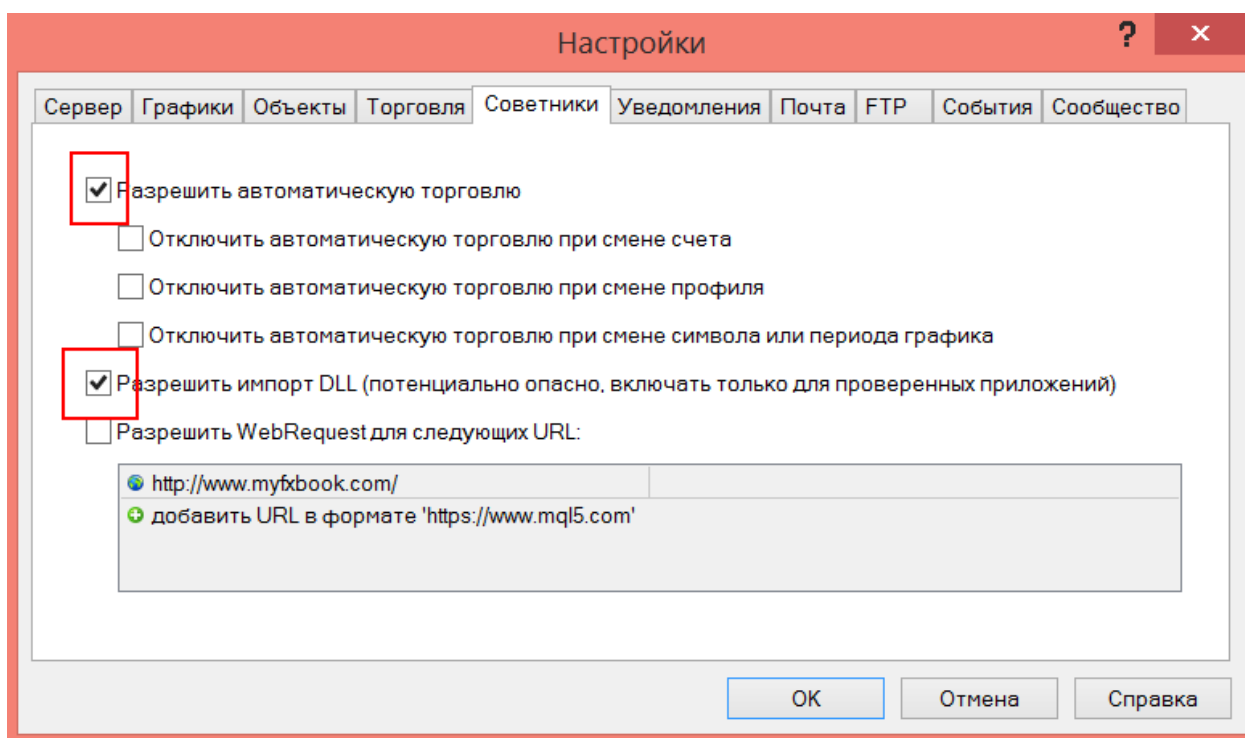 Настройки
?
Сервер Графики Объекты Торговля Советники Уведомления Почта FTP События Сообщество
Разрешить автоматическую торговлю
Отключить автоматическую торговлю при смене счета
Отключить автоматическую торговлю при смене профиля
Отключить автоматическую торговлю при смене символа или периода графика
Разрешить импорт DLL (потенциально опасно, включать только для проверенных приложений)
Разрешить WebRequest для следующих URL:
http://www.myfxbook.com/
добавить URL в формате 'https://www.mql5.com'
OK Отмена Справка